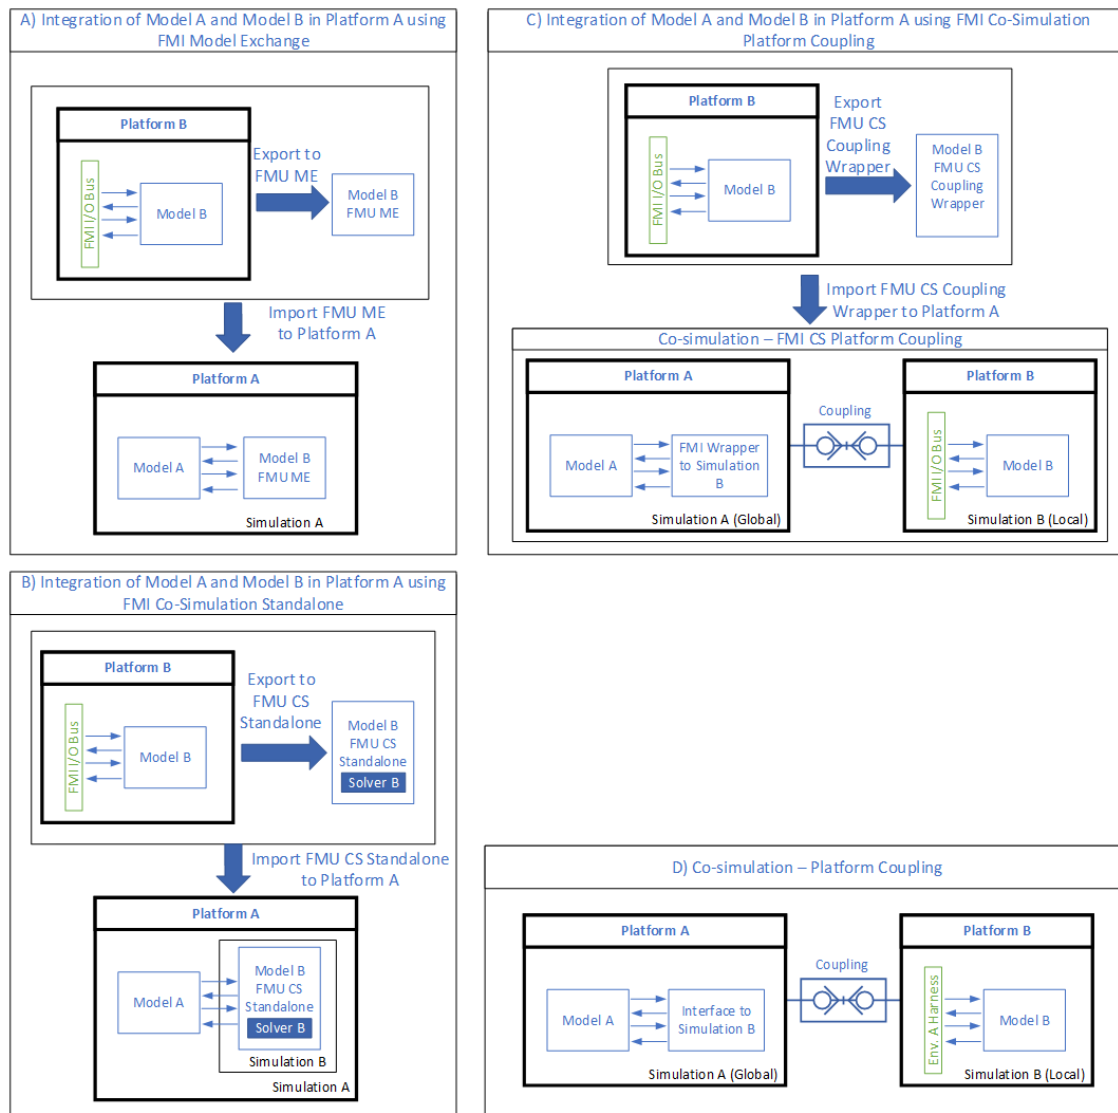 A) Integration of Model A and Model B in Platform A using
FMI Model Exchange
Platform B
FMI I/O Bus
Model B
Export to
FMU ME
Model B
FMU ME
Import FMU ME
to Platform A
Platform A
Model A
Model B
FMU ME
Simulation A
B) Integration of Model A and Model B in Platform A using
FMI Co-Simulation Standalone
Platform B
FMI I/O Bus
Model B
Export to
FMU CS
Standalone
Model B
FMU CS
Standalone
Solver B
Import FMU CS Standalone
to Platform A
Platform A
Model A
Model B
FMU CS
Standalone
Solver B
Simulation B
Simulation A
C) Integration of Model A and Model B in Platform A using FMI Co-Simulation
Platform Coupling
Platform B
FMI I/O Bus
Model B
Export
FMU CS
Coupling
Wrapper
Model B
FMU CS
Coupling
Wrapper
Import FMU CS Coupling
Wrapper to Platform A
Co-simulation – FMI CS Platform Coupling
Platform A
Model A
FMI Wrapper
to Simulation
B
Simulation A (Global)
Coupling
Platform B
FMI I/O Bus
Model B
Simulation B (Local)
D) Co-simulation – Platform Coupling
Platform A
Model A
Interface to
Simulation B
Simulation A (Global)
Coupling
Platform B
Env. A Harness
Model B
Simulation B (Local)